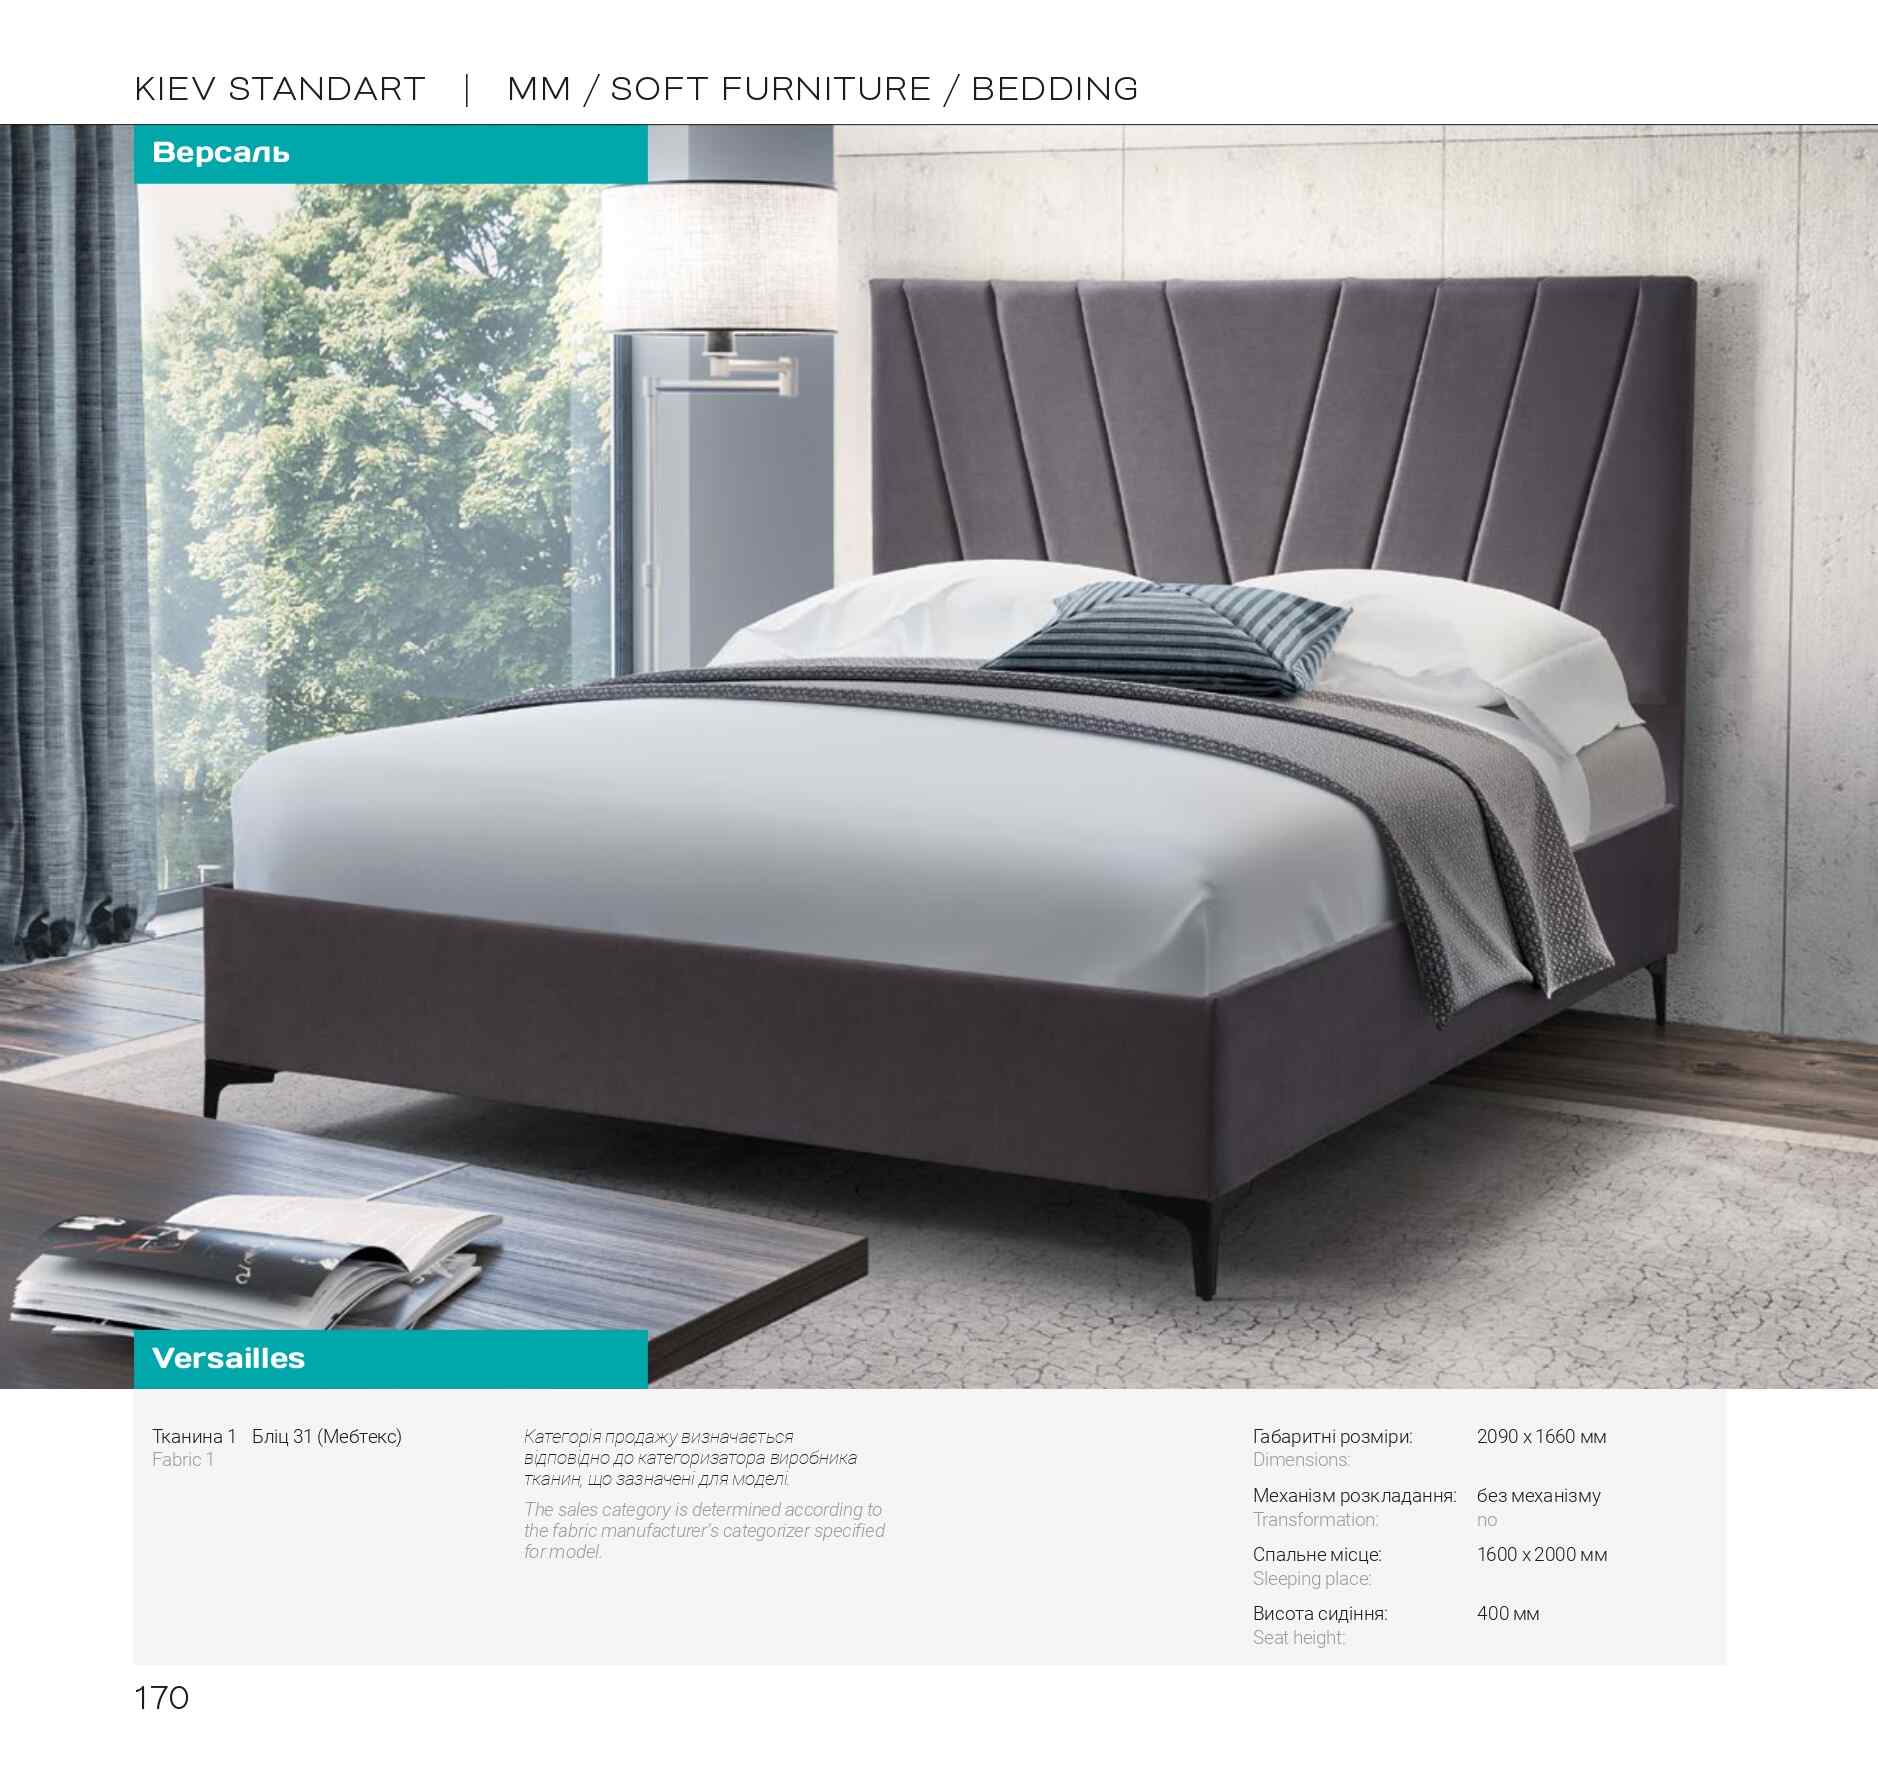 KIEV STANDART | MM / SOFT FURNITURE / BEDDING
Версаль
Versailles
Тканина 1 Бліц 31 (Мебтекс)
Fabric 1
Категорія продажу визначається
відповідно до категоризатора виробника
тканин, що зазначені для моделі.
The sales category is determined according to
the fabric manufacturer's categorizer specified
for model.
Габаритні розміри: 2090 x 1660 мм
Dimensions:
Механізм розкладання: без механізму
Transformation: no
Спальне місце: 1600 x 2000 мм
Sleeping place:
Висота сидіння: 400 мм
Seat height:
170